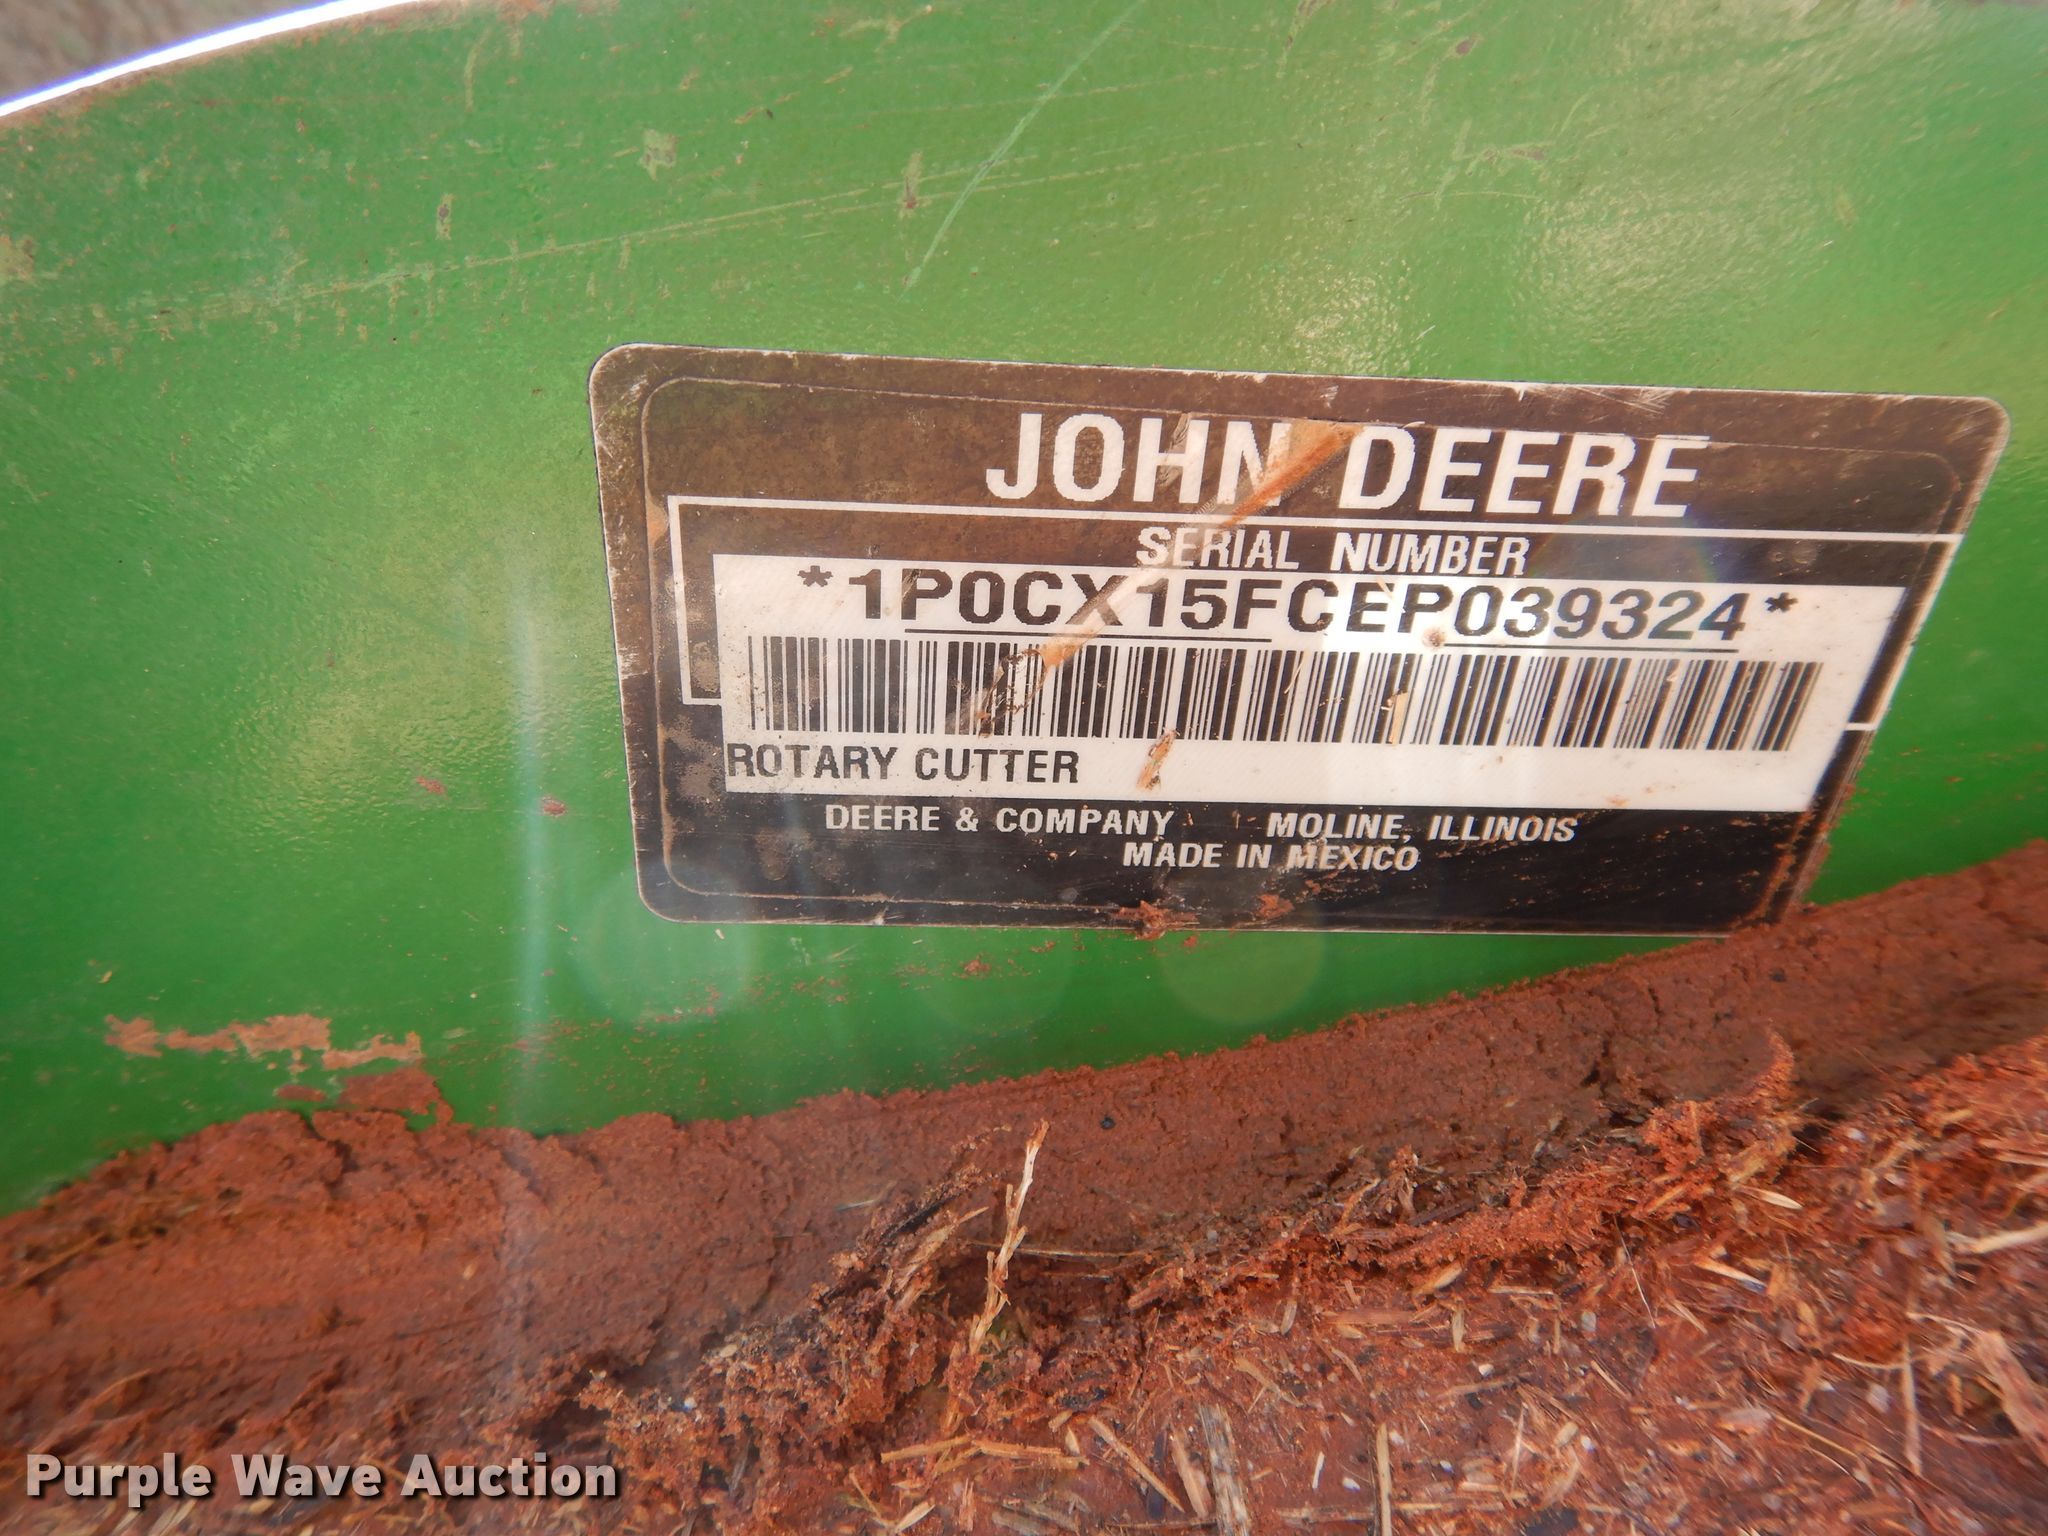 JOHN DEERE
SERIAL NUMBER
*1P0CX15FCEP039324*
ROTARY CUTTER
DEERE & COMPANY MOLINE, ILLINOIS
MADE IN MEXICO
Purple Wave Auction